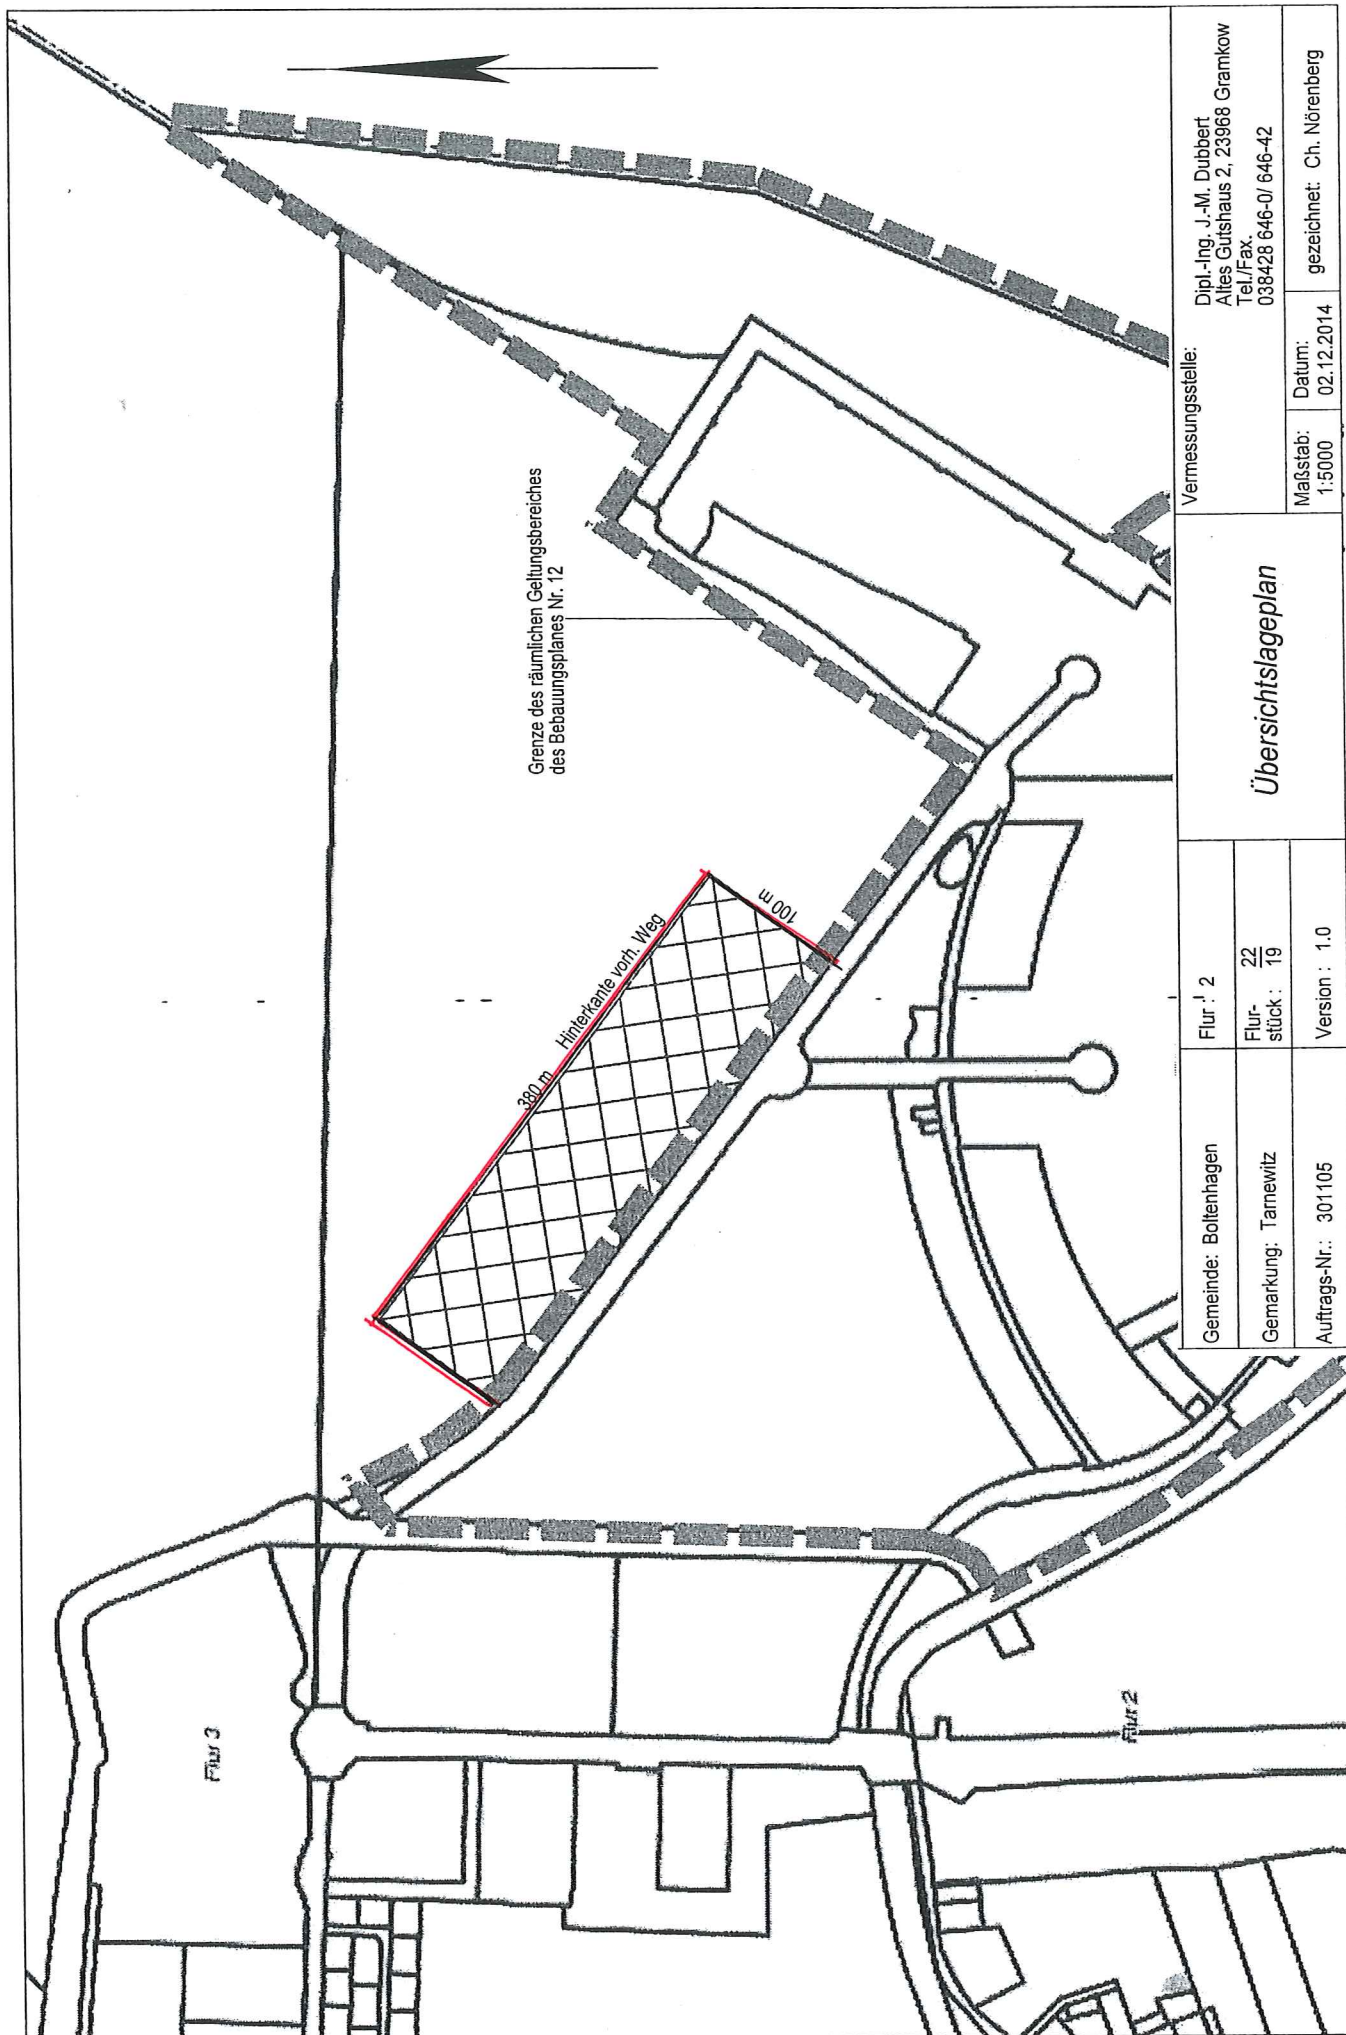 Flur 3
Grenze des räumlichen Geltungsbereiches
des Bebauungsplanes Nr. 12
380 m
Hinterkante vorh. Weg
100 m
Flur 2
Gemeinde: Boltenhagen
Flur : 2
Gemarkung: Tarnewitz
Flur-
stück :
22
19
Auftrags-Nr.: 301105
Version : 1.0
Übersichtslageplan
Vermessungsstelle:
Dipl.-Ing. J.-M. Dubbert
Altes Gutshaus 2, 23968 Gramkow
Tel./Fax.
038428 646-0/ 646-42
Maßstab:
1:5000
Datum:
02.12.2014
gezeichnet: Ch. Nörenberg